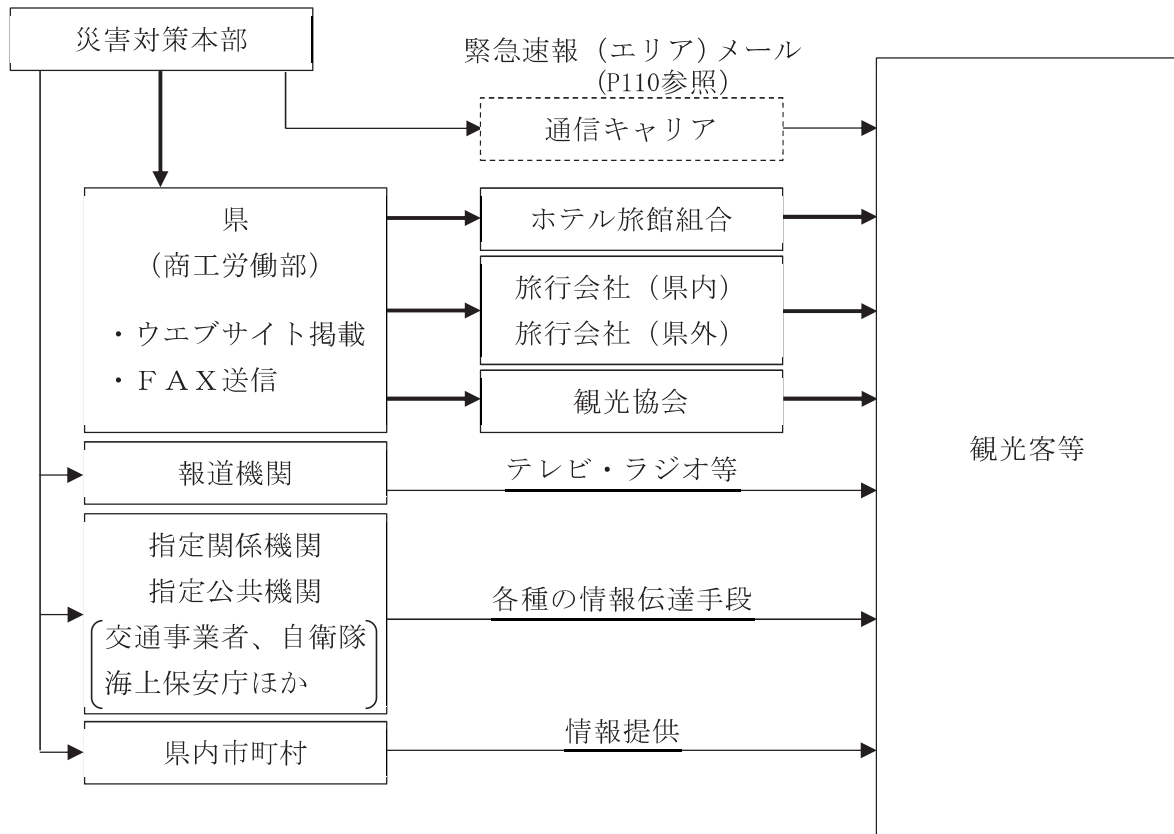 災害対策本部
緊急速報（エリア）メール
(P110参照)
通信キャリア
県
（商工労働部）
・ウエブサイト掲載
・ＦＡＸ送信
ホテル旅館組合
旅行会社（県内）
旅行会社（県外）
観光協会
観光客等
報道機関
テレビ・ラジオ等
指定関係機関
指定公共機関
交通事業者、自衛隊
海上保安庁ほか
各種の情報伝達手段
県内市町村
情報提供